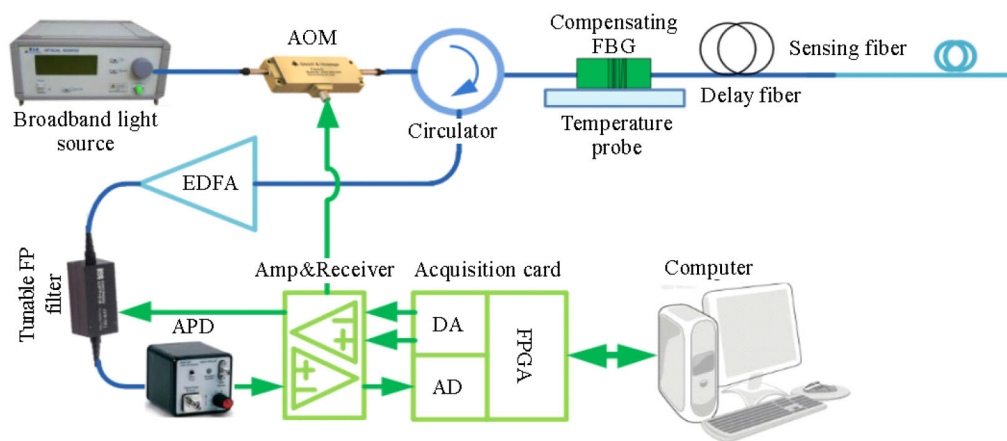 AOM
Compensating
FBG
Sensing fiber
Delay fiber
Broadband light
source
Circulator
Temperature
probe
EDFA
Tunable FP
filter
Amp&Receiver
Acquisition card
Computer
APD
DA
AD
FPGA